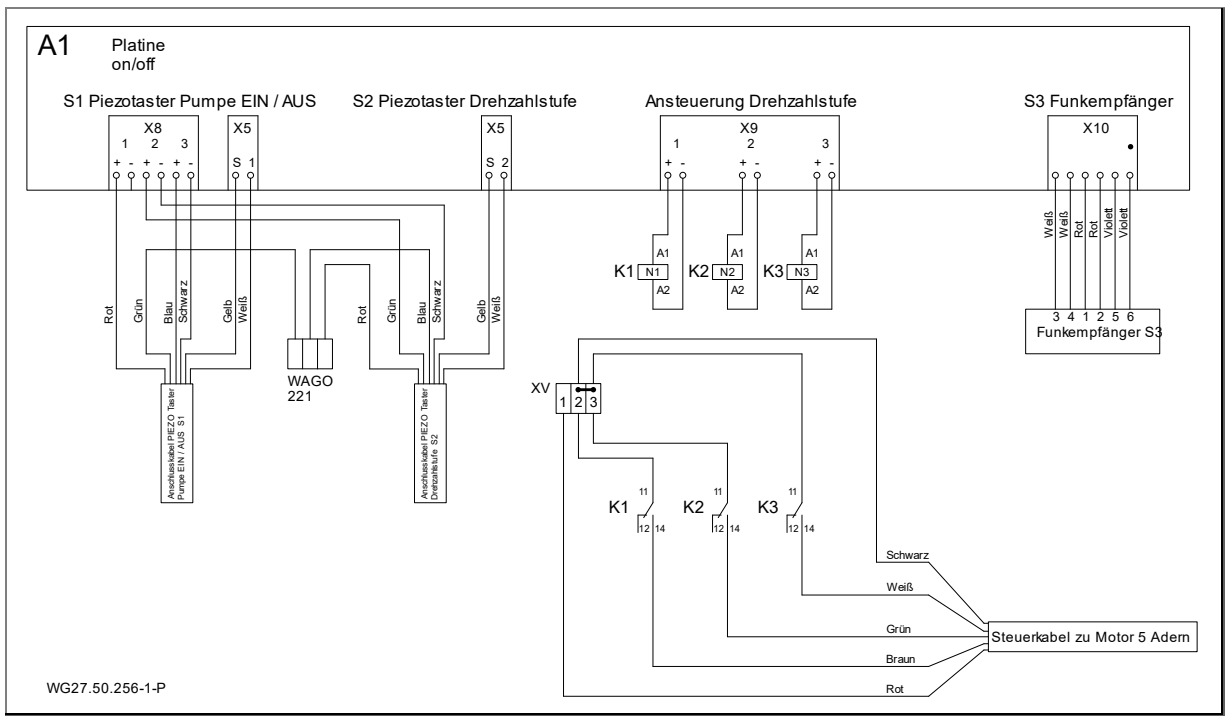 A1 Platine
on/off
S1 Piezotaster Pumpe EIN / AUS S2 Piezotaster Drehzahlstufe Ansteuerung Drehzahlstufe S3 Funkempfänger
X8 X5 X5 X9 X10
1 2 3 1 2 3
+ - + - + - S 1 S 2 + - + - + -
Weiß Weiß Rot Rot Violett Violett
A1 A1 A1
K1 N1 K2 N2 K3 N3
A2 A2 A2
Rot Grün Blau Schwarz Gelb Weiß Rot Grün Blau Schwarz Gelb Weiß
3 4 1 2 5 6
Funkempfänger S3
WAGO
221
Anschlusskabel PIEZO Taster
Pumpe EIN / AUS S1
Anschlusskabel PIEZO Taster
Drehzahlstufe S2
XV
1 2 3
11 11 11
K1 K2 K3
12 14 12 14 12 14
Schwarz
Weiß
Grün
Steuerkabel zu Motor 5 Adern
Braun
Rot
WG27.50.256-1-P